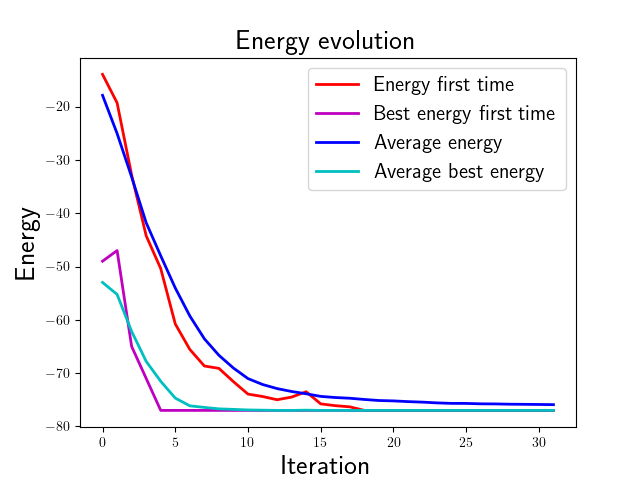 Energy evolution
Energy first time
Best energy first time
Average energy
Average best energy
Energy
−20
−30
−40
−50
−60
−70
−80
0 5 10 15 20 25 30
Iteration